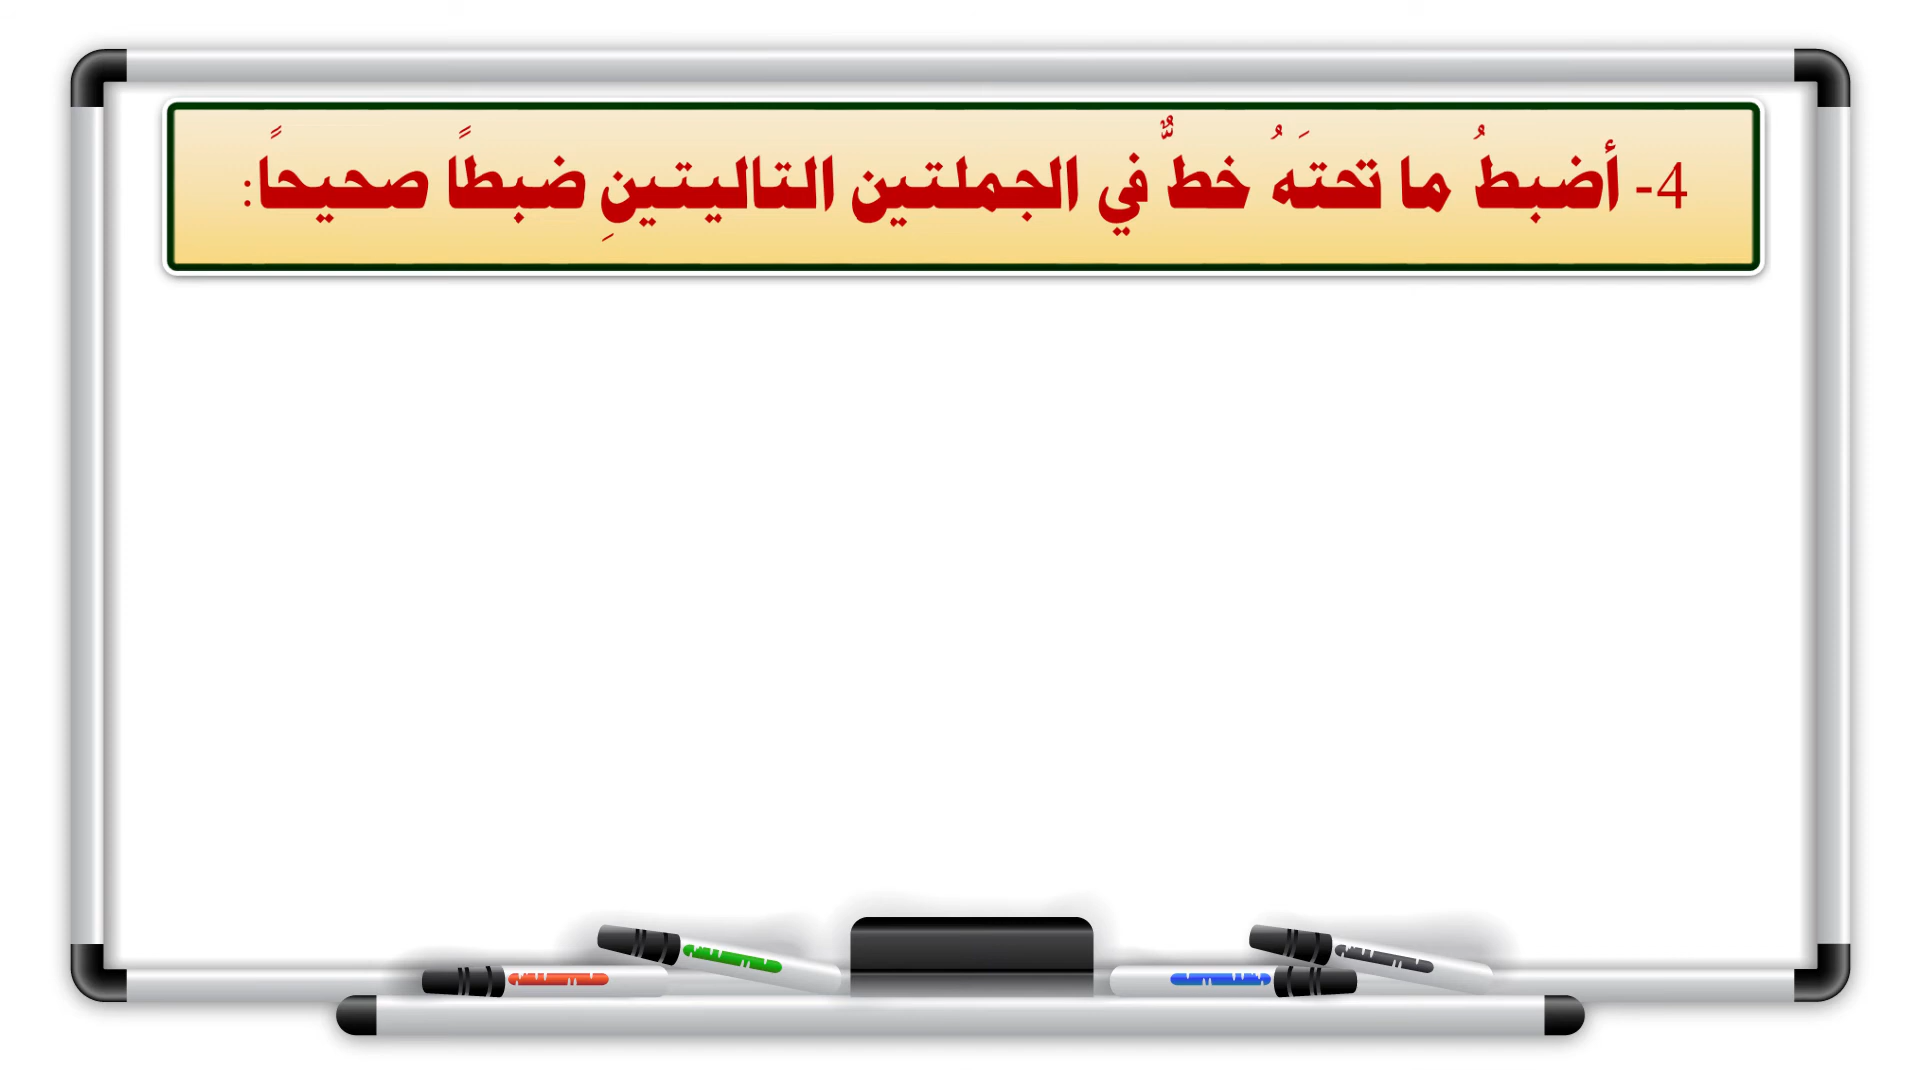 4- أضبطُ ما تحتَهُ خطٌّ في الجملتين التاليتينِ ضبطاً صحيحاً: